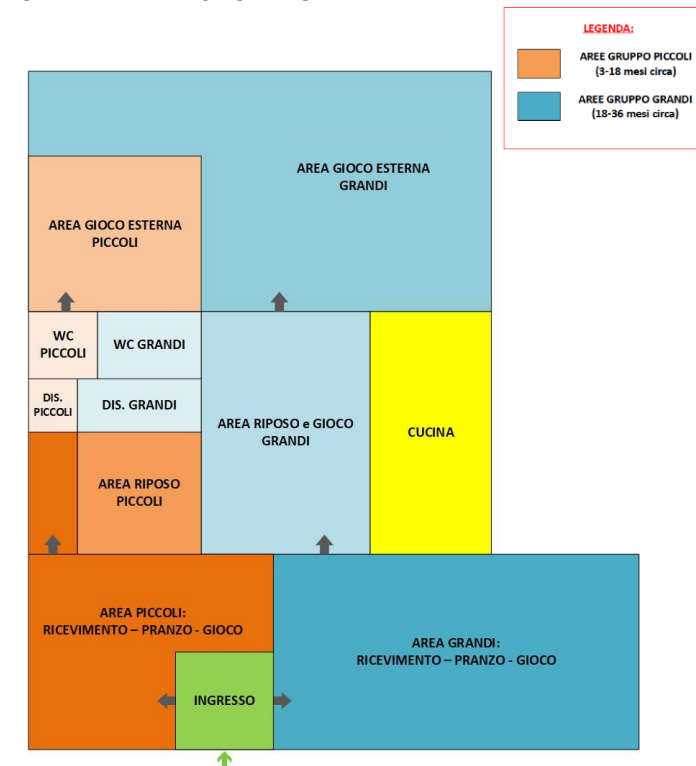 LEGENDA:
AREE GRUPPO PICCOLI
(3-18 mesi circa)
AREE GRUPPO GRANDI
(18-36 mesi circa)
AREA GIOCO ESTERNA
GRANDI
AREA GIOCO ESTERNA
PICCOLI
WC
PICCOLI
WC GRANDI
DIS.
PICCOLI
DIS. GRANDI
AREA RIPOSO e GIOCO
GRANDI
CUCINA
AREA RIPOSO
PICCOLI
AREA PICCOLI:
RICEVIMENTO – PRANZO - GIOCO
AREA GRANDI:
RICEVIMENTO – PRANZO - GIOCO
INGRESSO